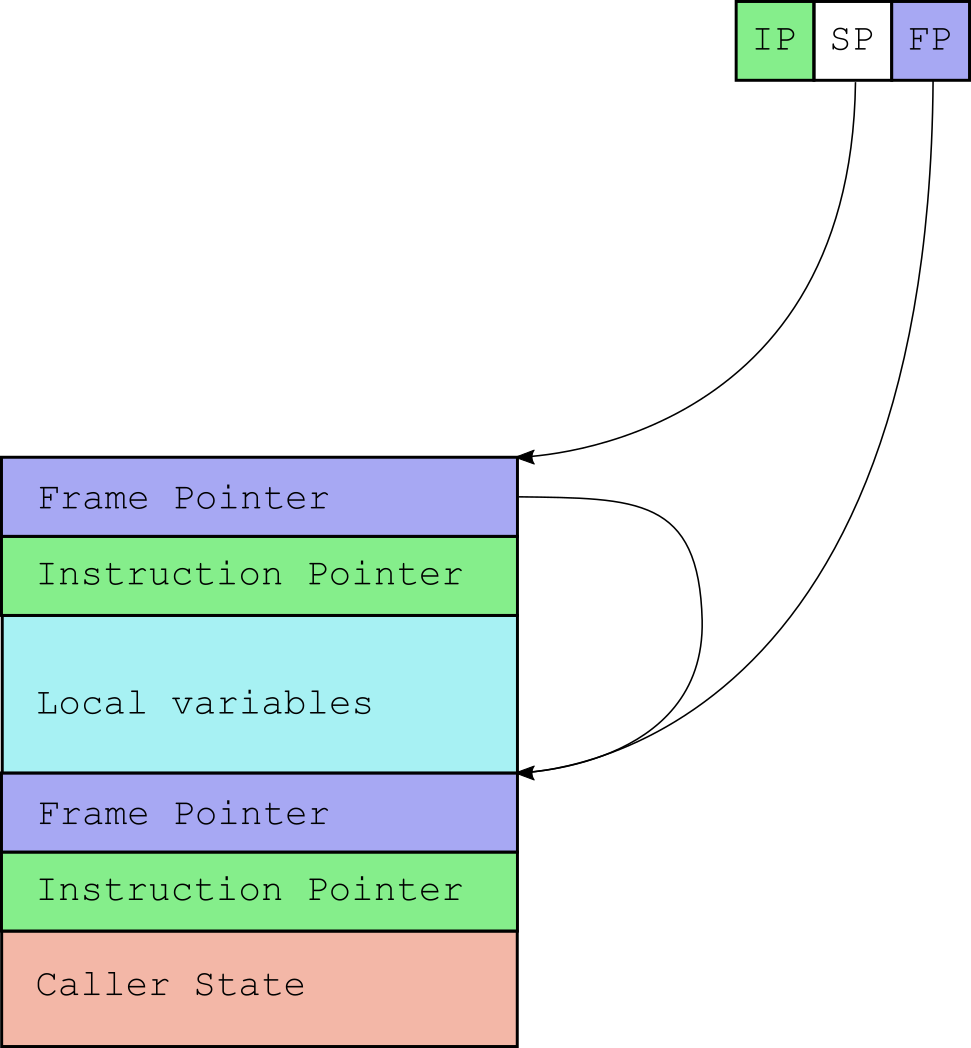 IP SP FP
Frame Pointer
Instruction Pointer
Local variables
Frame Pointer
Instruction Pointer
Caller State